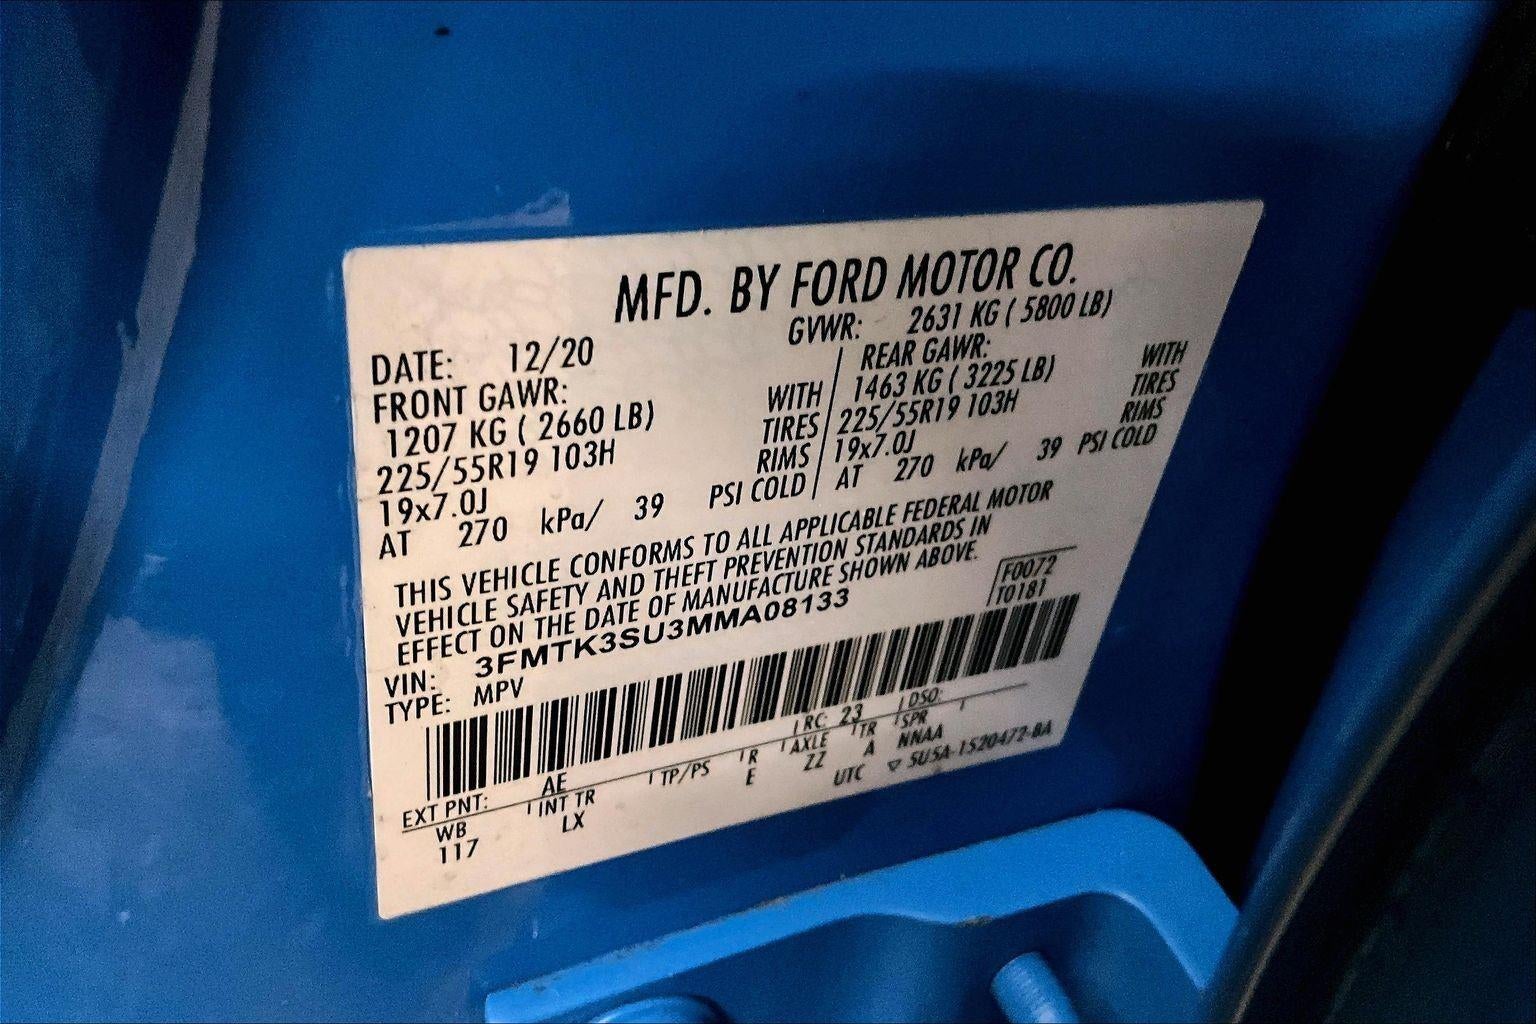 MFD. BY FORD MOTOR CO.
DATE: 12/20 GVWR: 2631 KG ( 5800 LB)
FRONT GAWR: REAR GAWR:
1207 KG ( 2660 LB) WITH 1463 KG ( 3225 LB) WITH
225/55R19 103H TIRES 225/55R19 103H TIRES
19x7.0J RIMS 19x7.0J RIMS
AT 270 kPa/ 39 PSI COLD AT 270 kPa/ 39 PSI COLD
THIS VEHICLE CONFORMS TO ALL APPLICABLE FEDERAL MOTOR
VEHICLE SAFETY AND THEFT PREVENTION STANDARDS IN
EFFECT ON THE DATE OF MANUFACTURE SHOWN ABOVE.
F0072
T0181
VIN: 3FMTK3SU3MMA08133
TYPE: MPV
EXT PNT: AE RC: 23 DSO:
WB INT TR TP/PS R AXLE TR SPR
117 LX E ZZ A NNAA
UTC ▽ 5U5A-1520472-BA